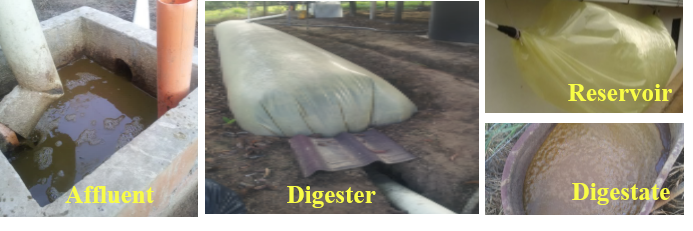 Affluent
Digester
Reservoir
Digestate